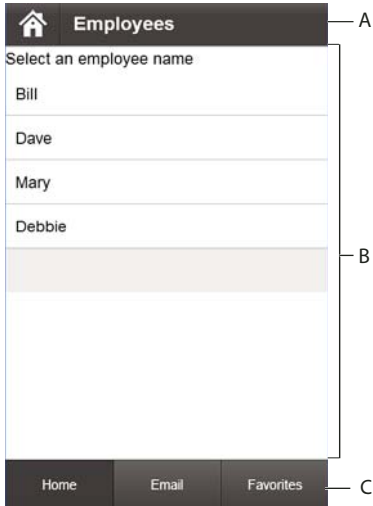 Employees
A
Select an employee name
Bill
Dave
Mary
Debbie
B
Home Email Favorites
C